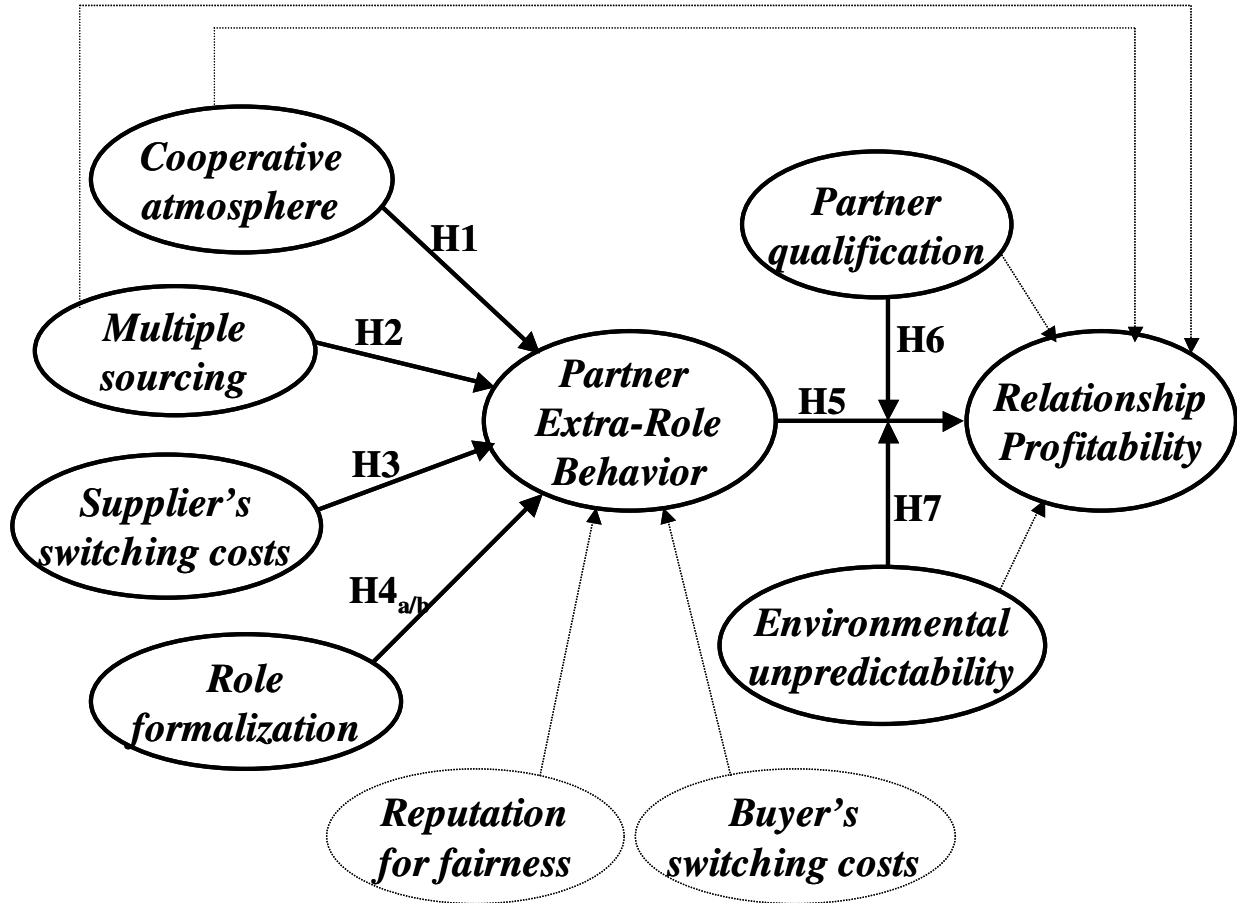 Cooperative
atmosphere
H1
Partner
qualification
Multiple
sourcing
H2
H6
Partner
Extra-Role
Behavior
H5
Relationship
Profitability
H3
Supplier's
switching costs
H7
H4a/b
Environmental
unpredictability
Role
formalization
Reputation
for fairness
Buyer's
switching costs